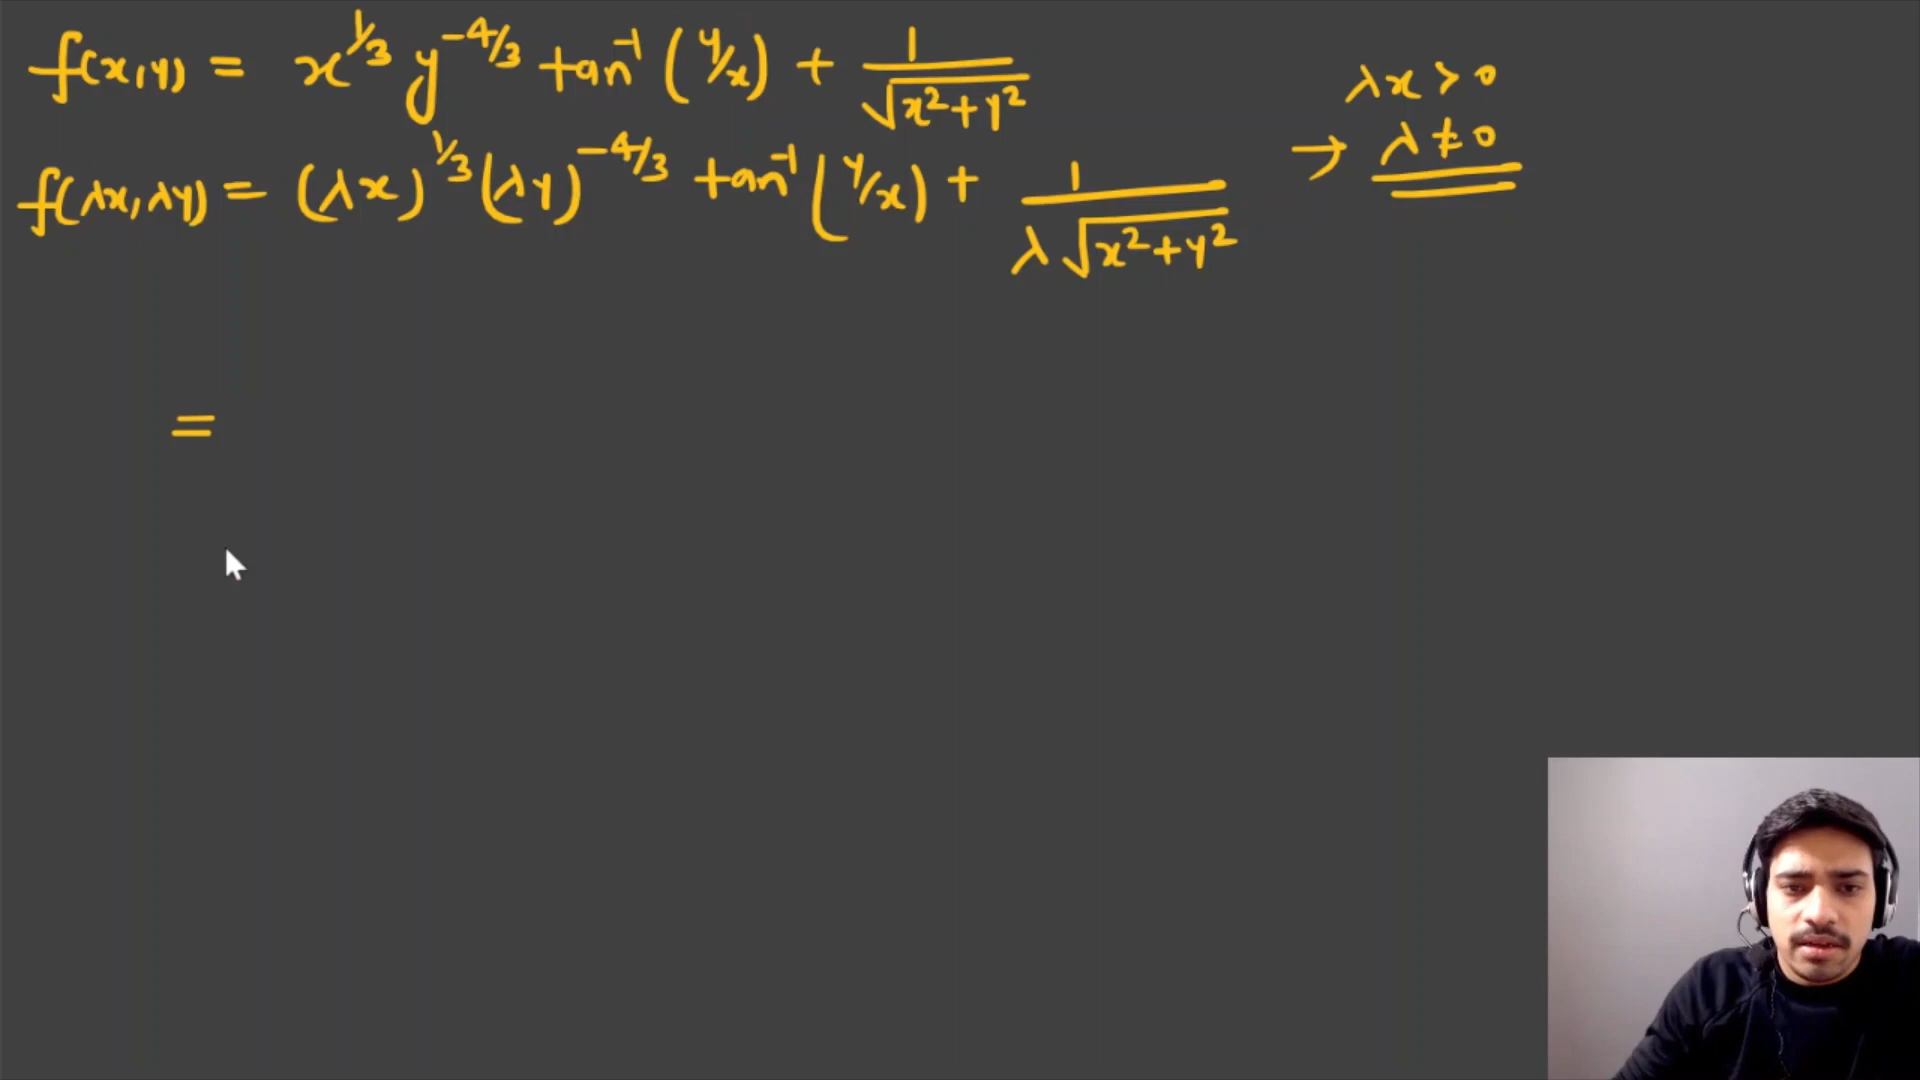 f(x,y) = x^{1/3} y^{-4/3} tan^{-1} (y/x) + 1/√(x²+y²)
f(λx,λy) = (λx)^{1/3} (λy)^{-4/3} tan^{-1} (y/x) + 1/(λ√(x²+y²))
λx > 0
→ λ ≠ 0
=